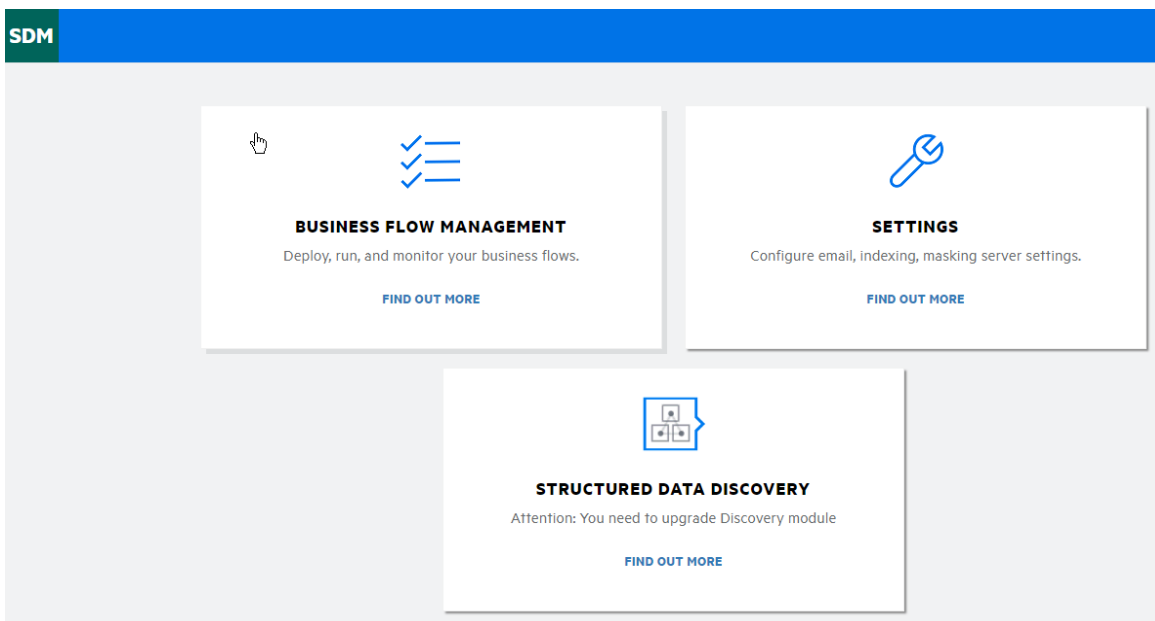 SDM
BUSINESS FLOW MANAGEMENT
Deploy, run, and monitor your business flows.
FIND OUT MORE
SETTINGS
Configure email, indexing, masking server settings.
FIND OUT MORE
STRUCTURED DATA DISCOVERY
Attention: You need to upgrade Discovery module
FIND OUT MORE